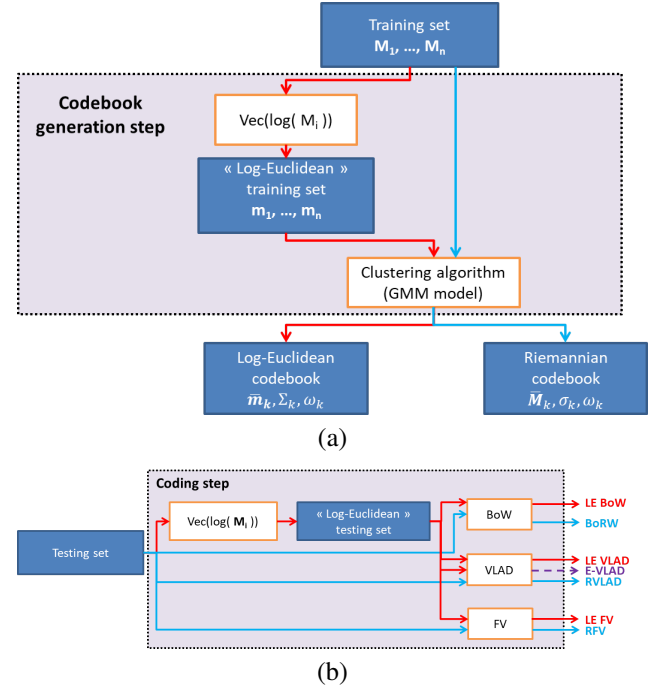 Training set
M₁, ..., Mₙ
Codebook
generation step
Vec(log( Mᵢ ))
« Log-Euclidean »
training set
m₁, ..., mₙ
Clustering algorithm
(GMM model)
Log-Euclidean
codebook
m̄ₖ, Σₖ, ωₖ
Riemannian
codebook
M̄ₖ, σₖ, ωₖ
(a)
Coding step
Testing set
Vec(log( Mᵢ ))
« Log-Euclidean »
testing set
BoW
LE BoW
BoRW
VLAD
LE VLAD
E-VLAD
RVLAD
FV
LE FV
RFV
(b)